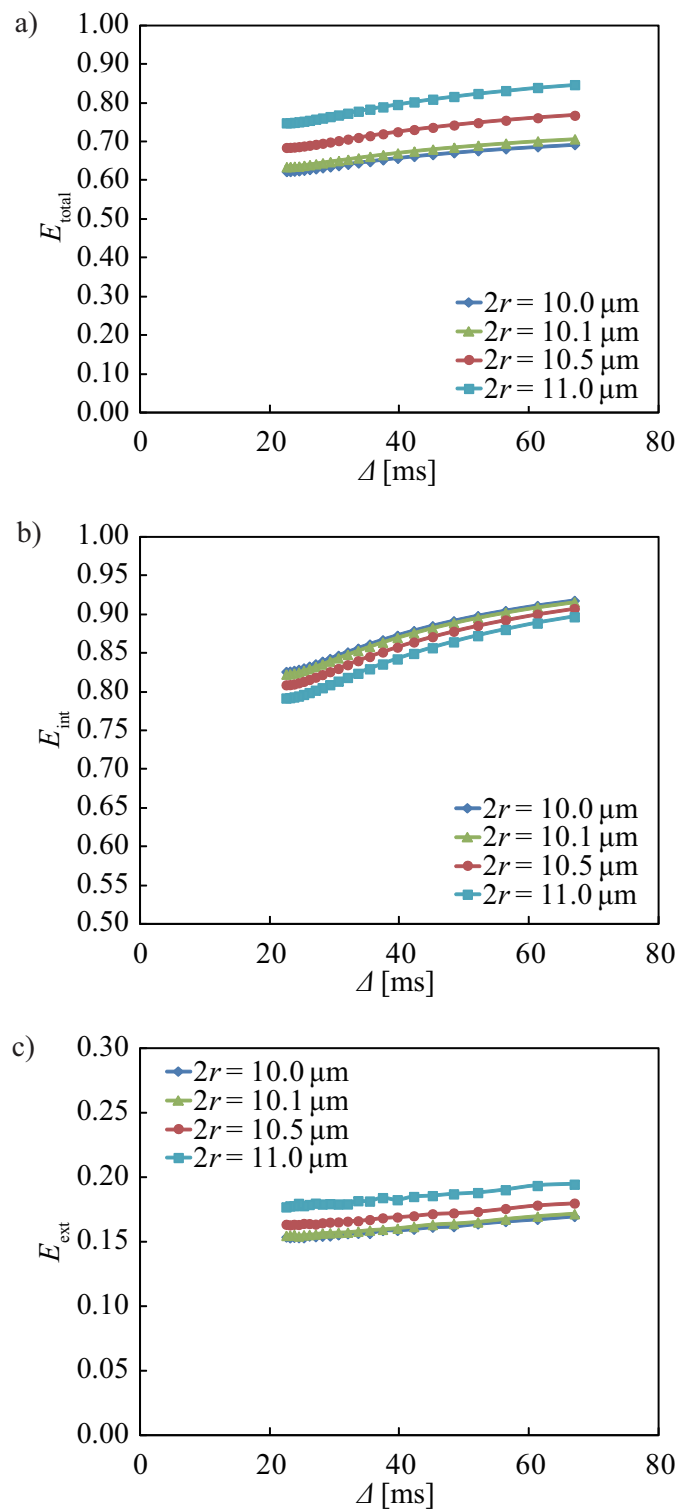 a)
1.00
0.90
0.80
0.70
0.60
0.50
0.40
0.30
0.20
0.10
0.00
E_total
2r = 10.0 μm
2r = 10.1 μm
2r = 10.5 μm
2r = 11.0 μm
0 20 40 60 80
Δ [ms]
b)
1.00
0.95
0.90
0.85
0.80
0.75
0.70
0.65
0.60
0.55
0.50
E_int
2r = 10.0 μm
2r = 10.1 μm
2r = 10.5 μm
2r = 11.0 μm
0 20 40 60 80
Δ [ms]
c)
0.30
0.25
0.20
0.15
0.10
0.05
0.00
E_ext
2r = 10.0 μm
2r = 10.1 μm
2r = 10.5 μm
2r = 11.0 μm
0 20 40 60 80
Δ [ms]